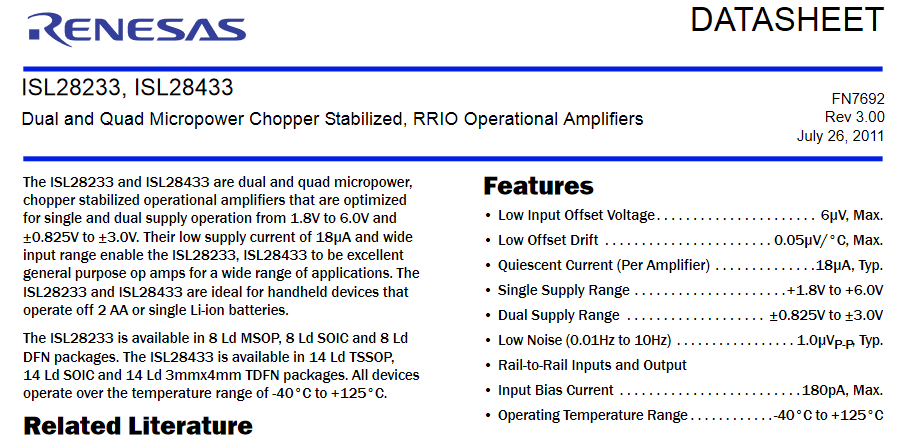 RENESAS
DATASHEET
ISL28233, ISL28433
Dual and Quad Micropower Chopper Stabilized, RRIO Operational Amplifiers
FN7692
Rev 3.00
July 26, 2011
The ISL28233 and ISL28433 are dual and quad micropower,
chopper stabilized operational amplifiers that are optimized
for single and dual supply operation from 1.8V to 6.0V and
±0.825V to ±3.0V. Their low supply current of 18µA and wide
input range enable the ISL28233, ISL28433 to be excellent
general purpose op amps for a wide range of applications. The
ISL28233 and ISL28433 are ideal for handheld devices that
operate off 2 AA or single Li-ion batteries.
The ISL28233 is available in 8 Ld MSOP, 8 Ld SOIC and 8 Ld
DFN packages. The ISL28433 is available in 14 Ld TSSOP,
14 Ld SOIC and 14 Ld 3mmx4mm TDFN packages. All devices
operate over the temperature range of -40°C to +125°C.
Related Literature
Features
• Low Input Offset Voltage . . . . . . . . . . . . . . . . . . . . . . 6µV, Max.
• Low Offset Drift . . . . . . . . . . . . . . . . . . . . . . . 0.05µV/°C, Max.
• Quiescent Current (Per Amplifier) . . . . . . . . . . . . . .18µA, Typ.
• Single Supply Range . . . . . . . . . . . . . . . . . . . . .+1.8V to +6.0V
• Dual Supply Range . . . . . . . . . . . . . . . . . . . ±0.825V to ±3.0V
• Low Noise (0.01Hz to 10Hz) . . . . . . . . . . . . . . . . 1.0µVP-P, Typ.
• Rail-to-Rail Inputs and Output
• Input Bias Current . . . . . . . . . . . . . . . . . . . . . . . . .180pA, Max.
• Operating Temperature Range . . . . . . . . . . . .-40°C to +125°C